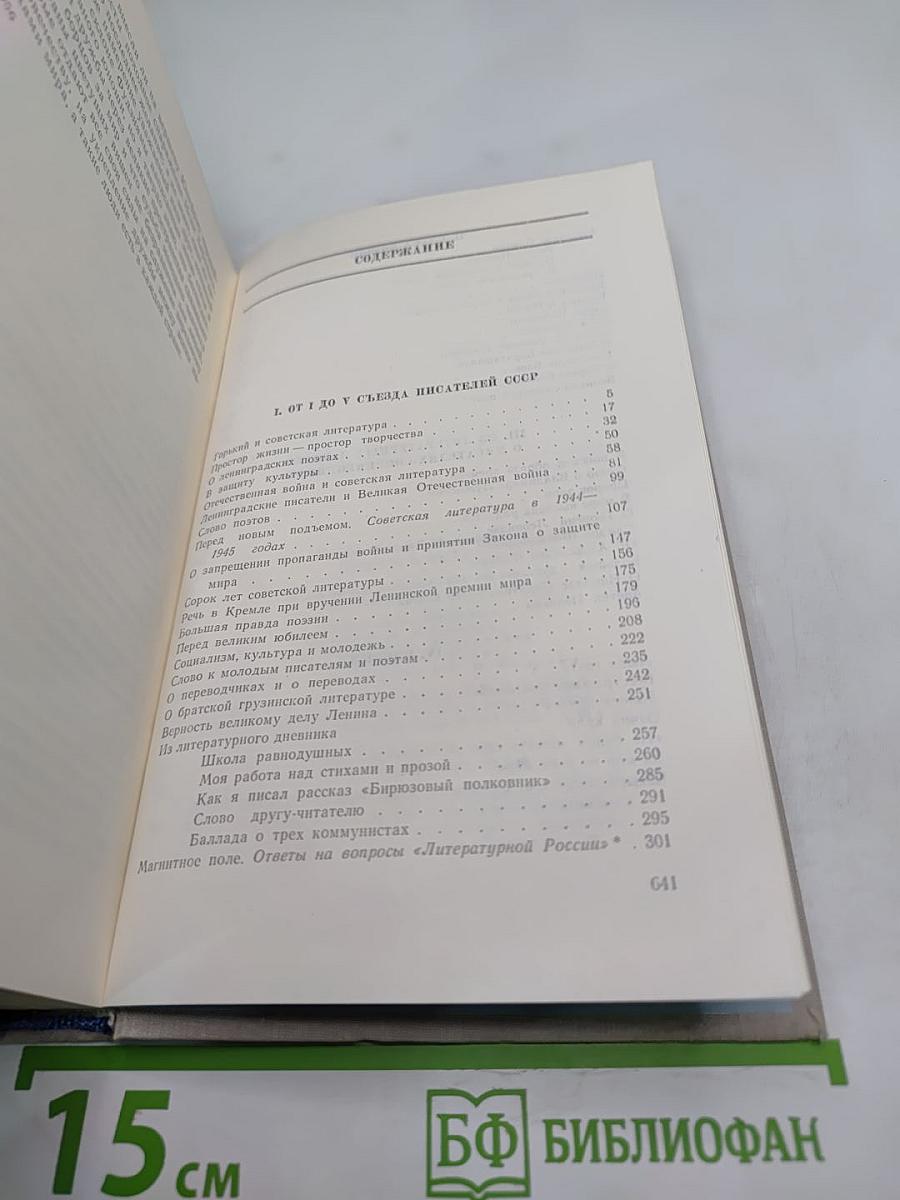 СОДЕРЖАНИЕ
I. ОТ I ДО V СЪЕЗДА ПИСАТЕЛЕЙ СССР
Горький и советская литература . . . . . . . . . . 5
Простор жизни — простор творчества . . . . . . . . 17
О ленинградских поэтах . . . . . . . . . . . . 32
В защиту культуры . . . . . . . . . . . . . 50
Отечественная война и советская литература . . . . . . 58
Ленинградские писатели и Великая Отечественная война . . 81
Слово поэтов . . . . . . . . . . . . . . . 99
Перед новым подъемом. Советская литература в 1944—
1945 годах . . . . . . . . . . . . . . . 107
О запрещении пропаганды войны и принятии Закона о защите
мира . . . . . . . . . . . . . . . . . 147
Сорок лет советской литературы . . . . . . . . . 156
Речь в Кремле при вручении Ленинской премии мира . . . 175
Большая правда поэзии . . . . . . . . . . . . 179
Перед великим юбилеем . . . . . . . . . . . . 196
Социализм, культура и молодежь . . . . . . . . . 208
Слово к молодым писателям и поэтам . . . . . . . . 222
О переводчиках и о переводах . . . . . . . . . . 235
О братской грузинской литературе . . . . . . . . . 242
Верность великому делу Ленина . . . . . . . . . . 251
Из литературного дневника
Школа равнодушных . . . . . . . . . . . . 257
Моя работа над стихами и прозой . . . . . . . . 260
Как я писал рассказ «Бирюзовый полковник» . . . . 285
Слово другу-читателю . . . . . . . . . . . 291
Баллада о трех коммунистах . . . . . . . . . . 295
Магнитное поле. Ответы на вопросы «Литературной России» * . 301
641
15 см
БФ БИБЛИОФАН